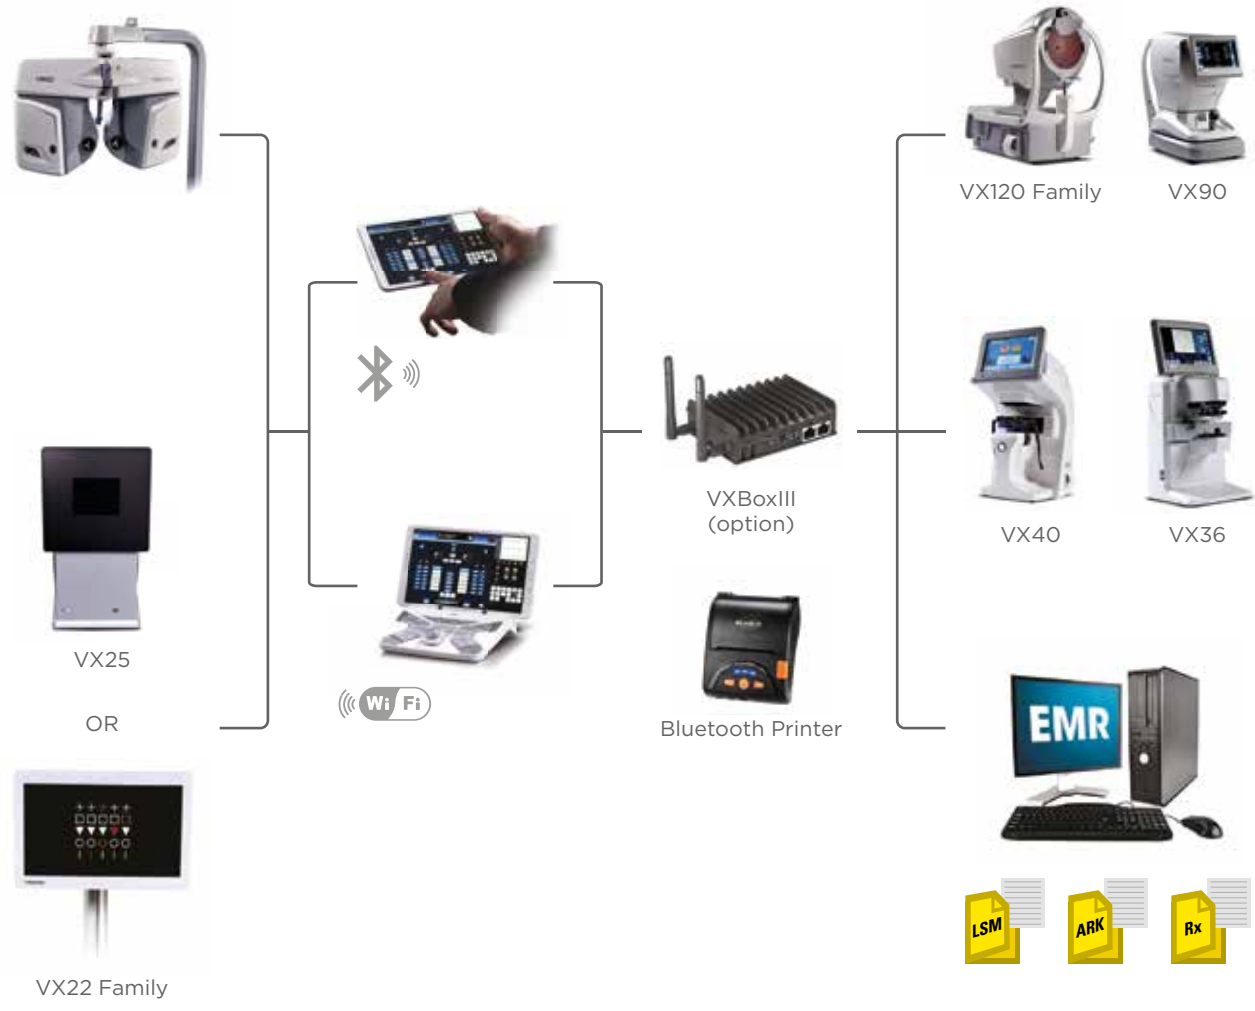 VX120 Family
VX90
VXBoxIII
(option)
VX40
VX36
VX25
OR
Wi Fi
Bluetooth Printer
EMR
LSM
ARK
Rx
VX22 Family